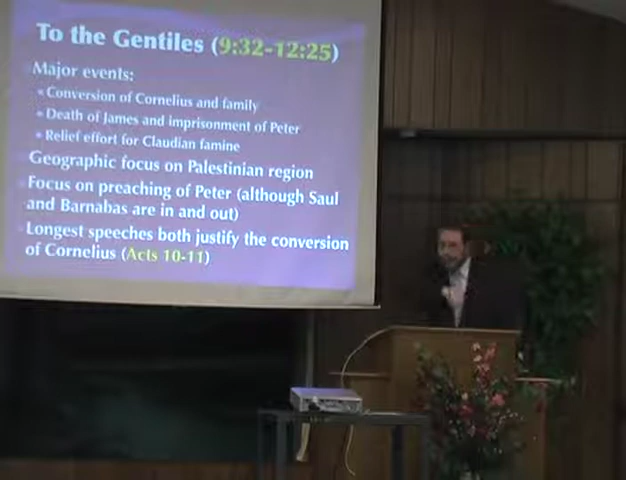 To the Gentiles (9:32-12:25)
Major events:
• Conversion of Cornelius and family
• Death of James and imprisonment of Peter
• Relief effort for Claudian famine
Geographic focus on Palestinian region
Focus on preaching of Peter (although Saul
and Barnabas are in and out)
Longest speeches both justify the conversion
of Cornelius (Acts 10-11)